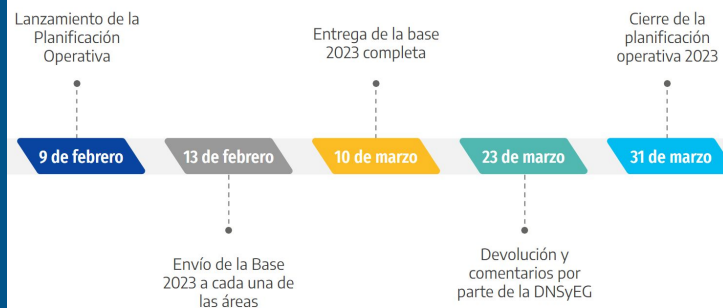 Lanzamiento de la
Planificación
Operativa
Entrega de la base
2023 completa
Cierre de la
planificación
operativa 2023
9 de febrero
13 de febrero
10 de marzo
23 de marzo
31 de marzo
Envío de la Base
2023 a cada una de
las áreas
Devolución y
comentarios por
parte de la DNSyEG